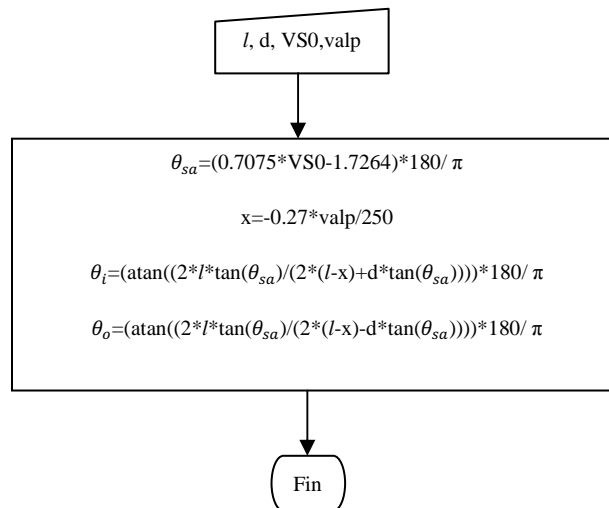 l, d, VS0,valp
θsa=(0.7075*VS0-1.7264)*180/ π
x=-0.27*valp/250
θi=(atan((2*l*tan(θsa)/(2*(l-x)+d*tan(θsa))))*180/ π
θo=(atan((2*l*tan(θsa)/(2*(l-x)-d*tan(θsa))))*180/ π
Fin